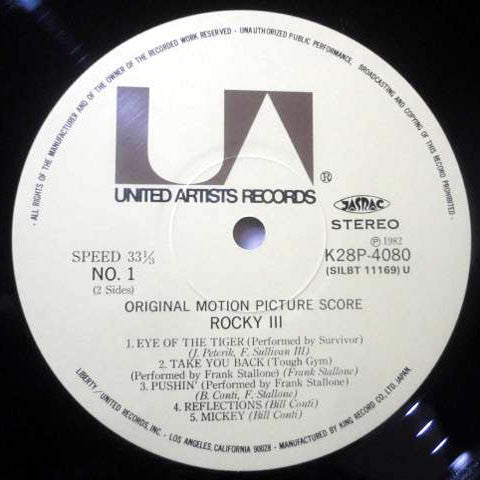 - ALL RIGHTS OF THE MANUFACTURER AND OF THE OWNER OF THE RECORDED WORK RESERVED - UNAUTHORIZED PUBLIC PERFORMANCE, BROADCASTING AND COPYING OF THIS RECORD PROHIBITED -
UA®
UNITED ARTISTS RECORDS
JASRAC
STEREO
Ⓟ 1982
SPEED 33⅓
K28P-4080
NO. 1
(SILBT 11169) U
(2 Sides)
ORIGINAL MOTION PICTURE SCORE
ROCKY III
1. EYE OF THE TIGER (Performed by Survivor)
(J. Peterik, F. Sullivan III)
2. TAKE YOU BACK (Tough Gym)
(Performed by Frank Stallone) (Frank Stallone)
3. PUSHIN' (Performed by Frank Stallone)
(B. Conti, F. Stallone)
4. REFLECTIONS (Bill Conti)
5. MICKEY (Bill Conti)
LIBERTY/UNITED RECORDS, INC. - LOS ANGELES, CALIFORNIA 90028 - MANUFACTURED BY KING RECORD CO., LTD. JAPAN.